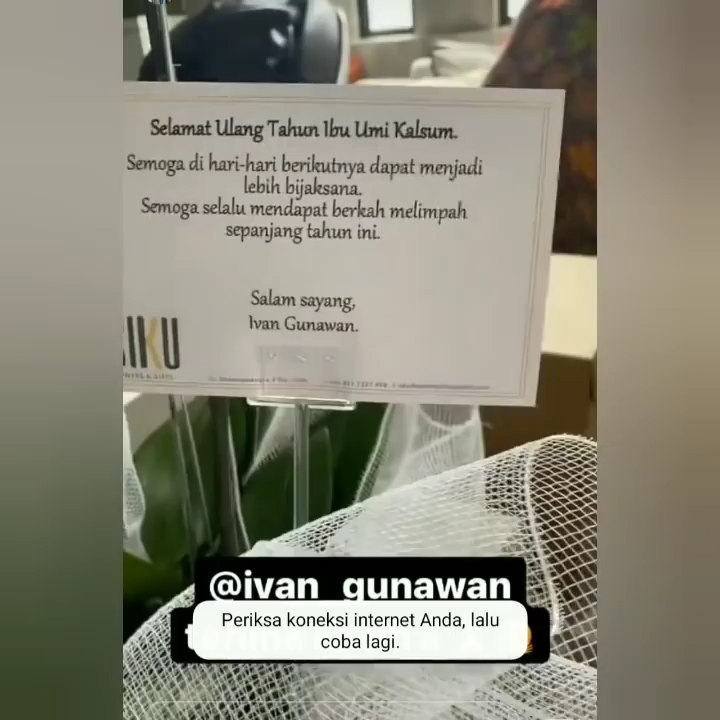 Selamat Ulang Tahun Ibu Umi Kalsum.
Semoga di hari-hari berikutnya dapat menjadi
lebih bijaksana.
Semoga selalu mendapat berkah melimpah
sepanjang tahun ini.
Salam sayang,
Ivan Gunawan.
IKU
@ivan_gunawan
Periksa koneksi internet Anda, lalu
coba lagi.